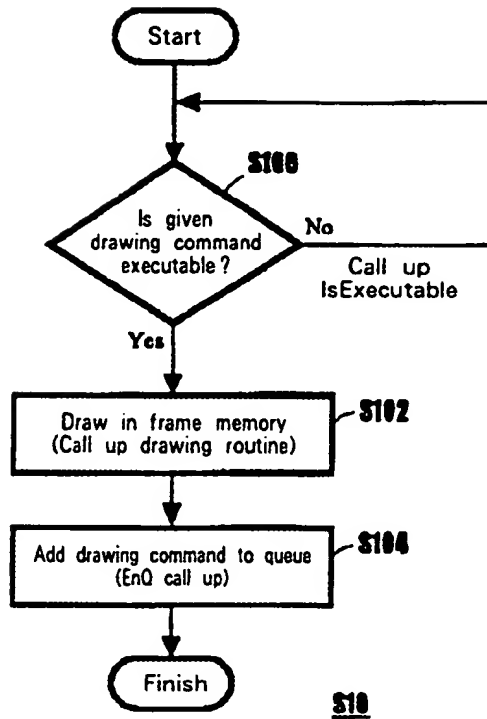 Start
S100
Is given
drawing command
executable?
No
Call up
IsExecutable
Yes
Draw in frame memory
(Call up drawing routine)
S102
Add drawing command to queue
(EnQ call up)
S104
Finish
S10